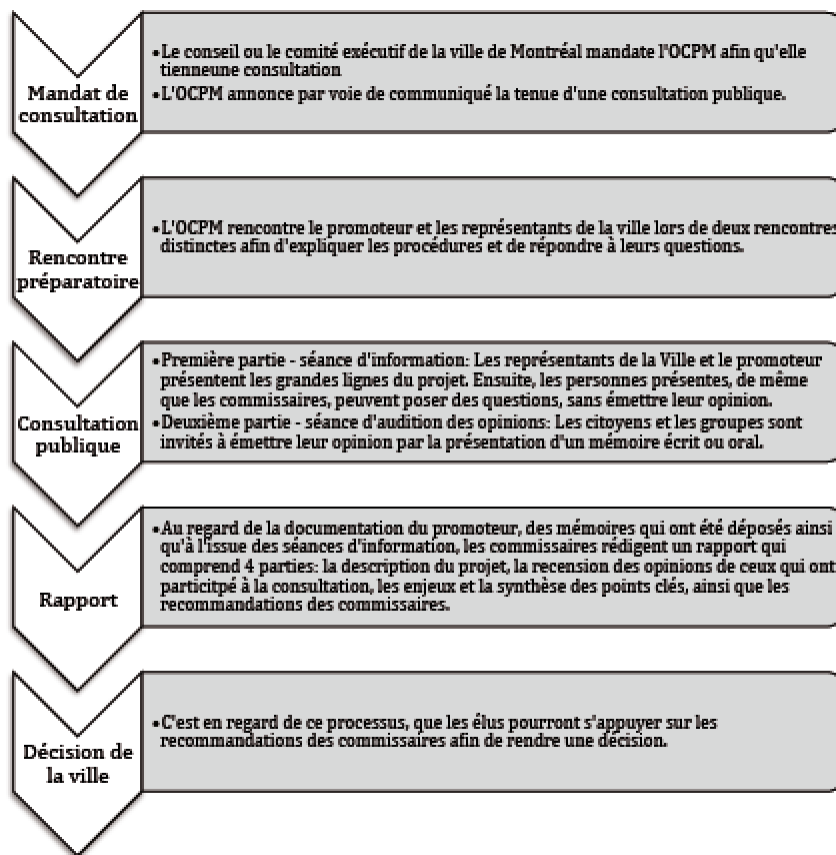 Mandat de
consultation
•Le conseil ou le comité exécutif de la ville de Montréal mandate l'OCPM afin qu'elle
tienneune consultation
•L'OCPM annonce par voie de communiqué la tenue d'une consultation publique.
Rencontre
préparatoire
•L'OCPM rencontre le promoteur et les représentants de la ville lors de deux rencontres
distinctes afin d'expliquer les procédures et de répondre à leurs questions.
Consultation
publique
•Première partie - séance d'information: Les représentants de la Ville et le promoteur
présentent les grandes lignes du projet. Ensuite, les personnes présentes, de même
que les commissaires, peuvent poser des questions, sans émettre leur opinion.
•Deuxième partie - séance d'audition des opinions: Les citoyens et les groupes sont
invités à émettre leur opinion par la présentation d'un mémoire écrit ou oral.
Rapport
•Au regard de la documentation du promoteur, des mémoires qui ont été déposés ainsi
qu'à l'issue des séances d'information, les commissaires rédigent un rapport qui
comprend 4 parties: la description du projet, la recension des opinions de ceux qui ont
particitpé à la consultation, les enjeux et la synthèse des points clés, ainsi que les
recommandations des commissaires.
Décision de
la ville
•C'est en regard de ce processus, que les élus pourront s'appuyer sur les
recommandations des commissaires afin de rendre une décision.